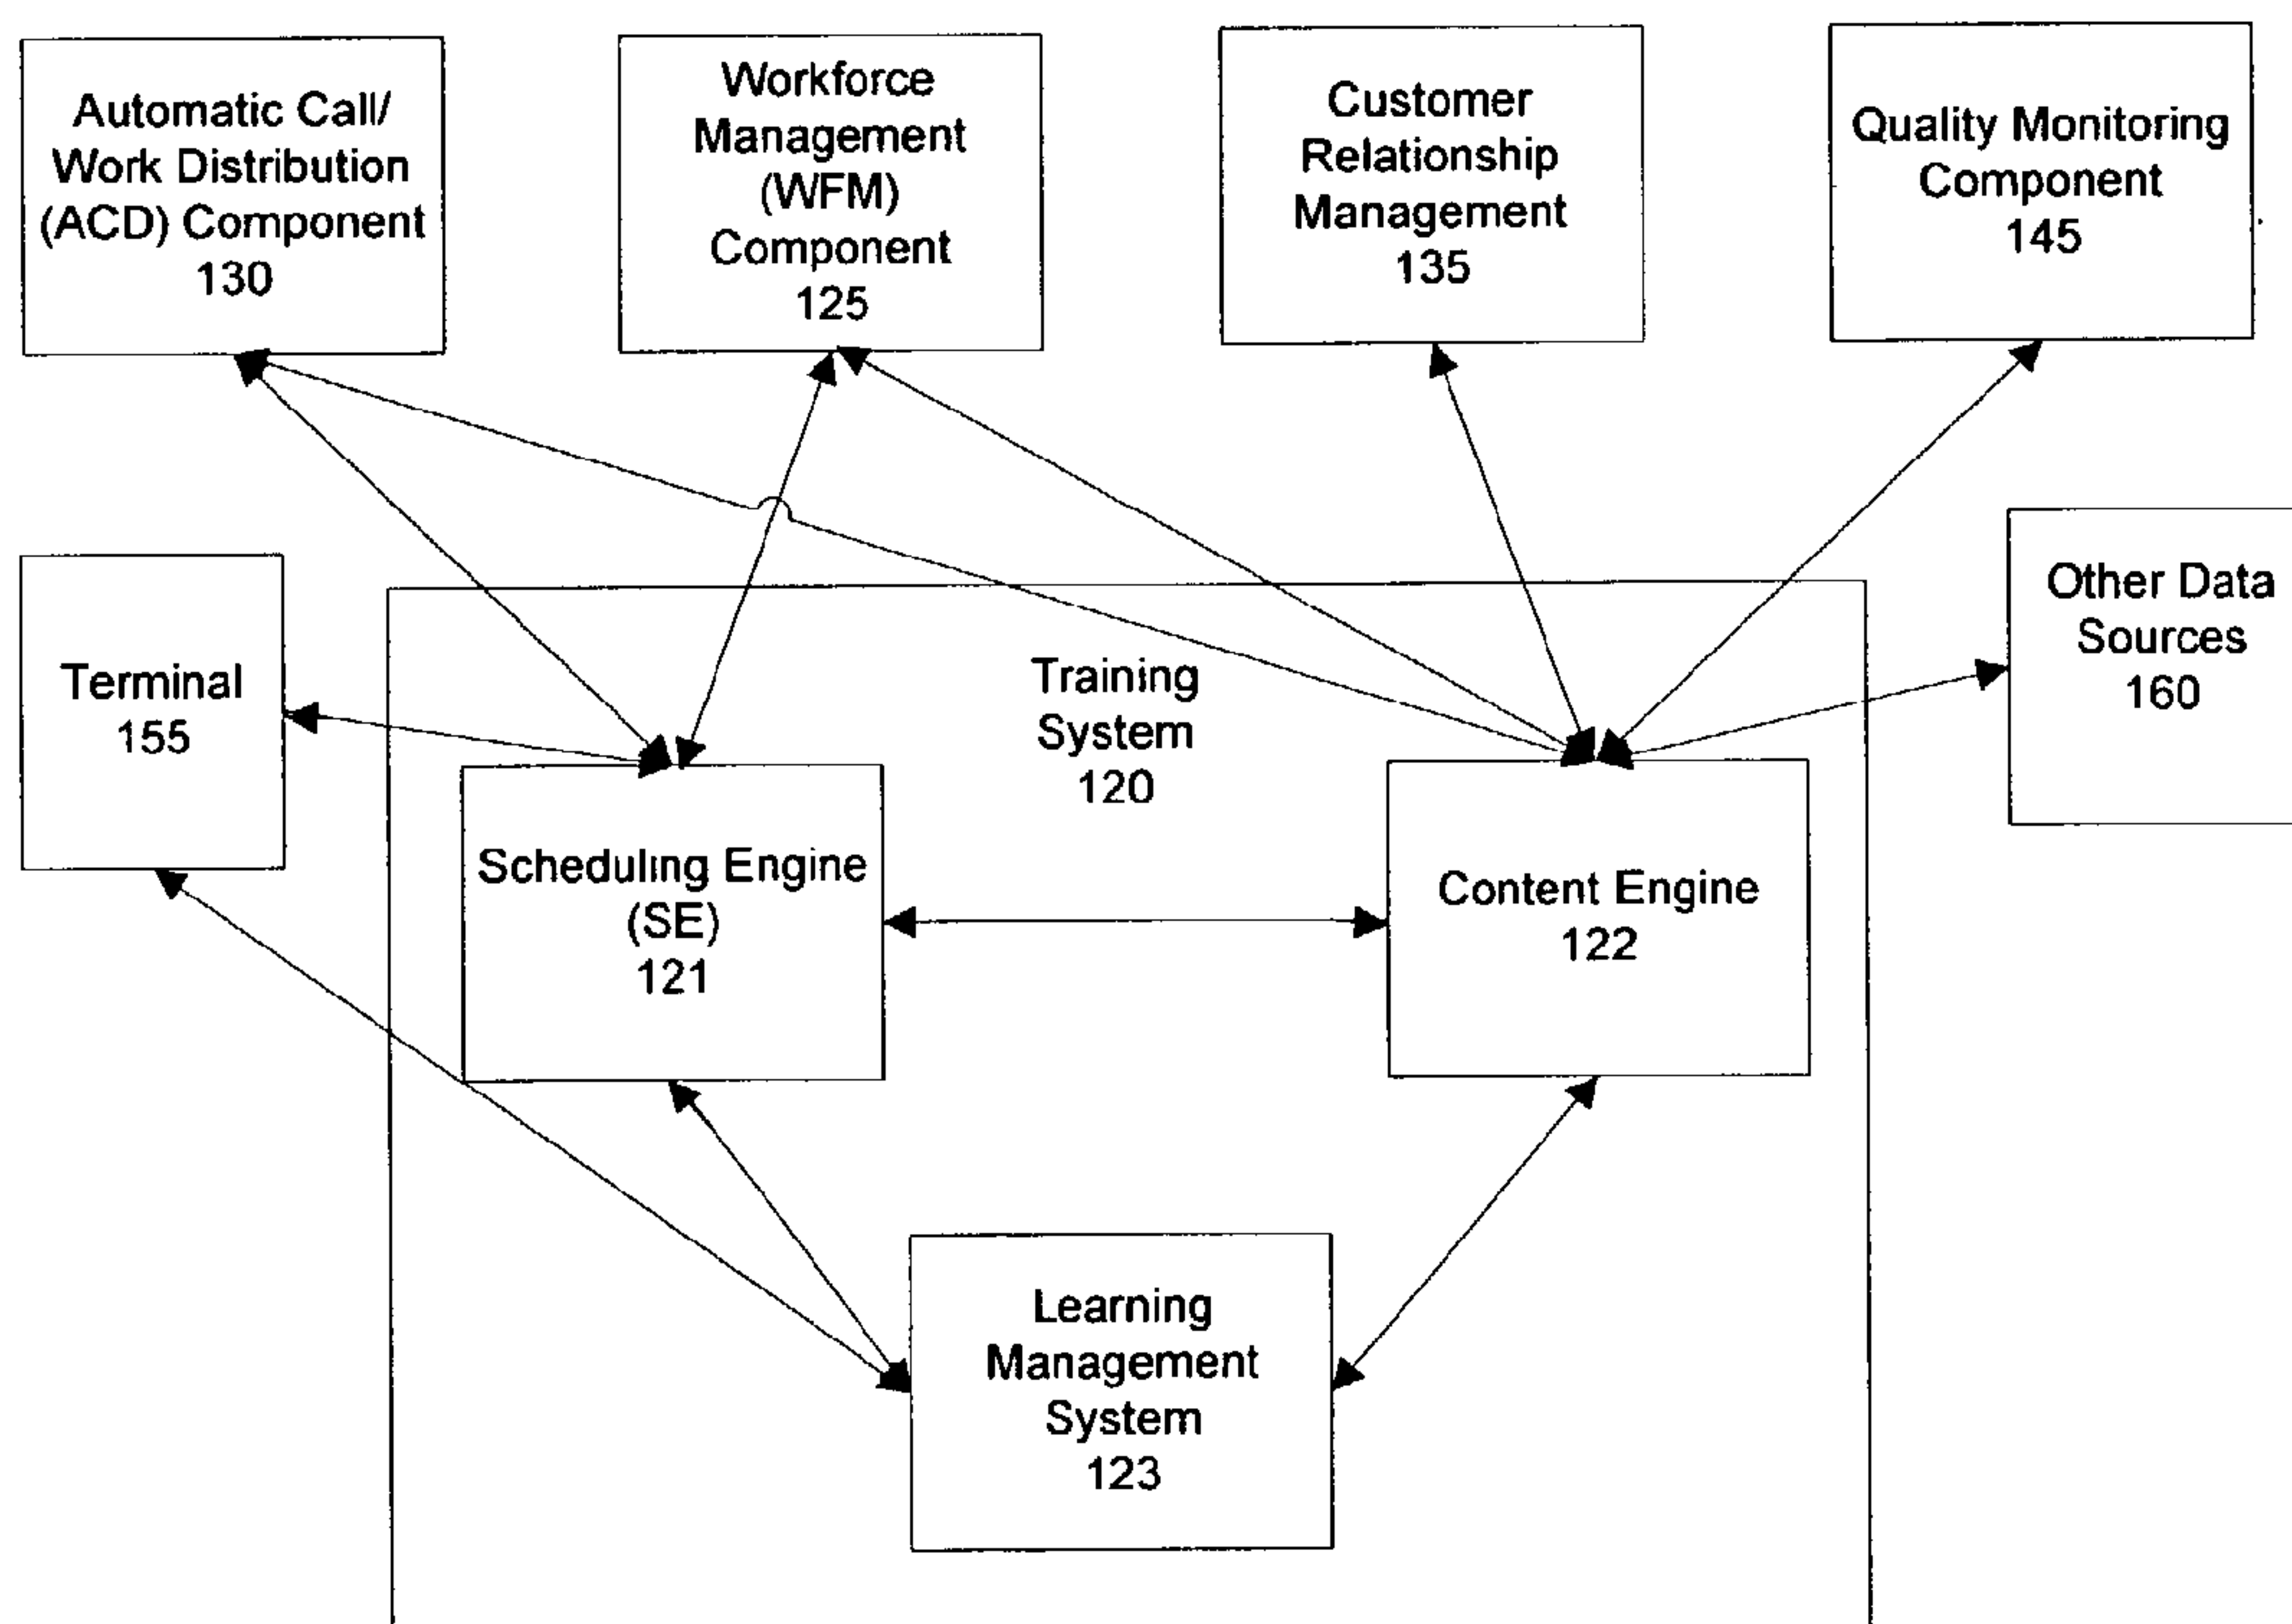 Automatic Call/
Work Distribution
(ACD) Component
130
Workforce
Management
(WFM)
Component
125
Customer
Relationship
Management
135
Quality Monitoring
Component
145
Terminal
155
Training
System
120
Other Data
Sources
160
Scheduling Engine
(SE)
121
Content Engine
122
Learning
Management
System
123